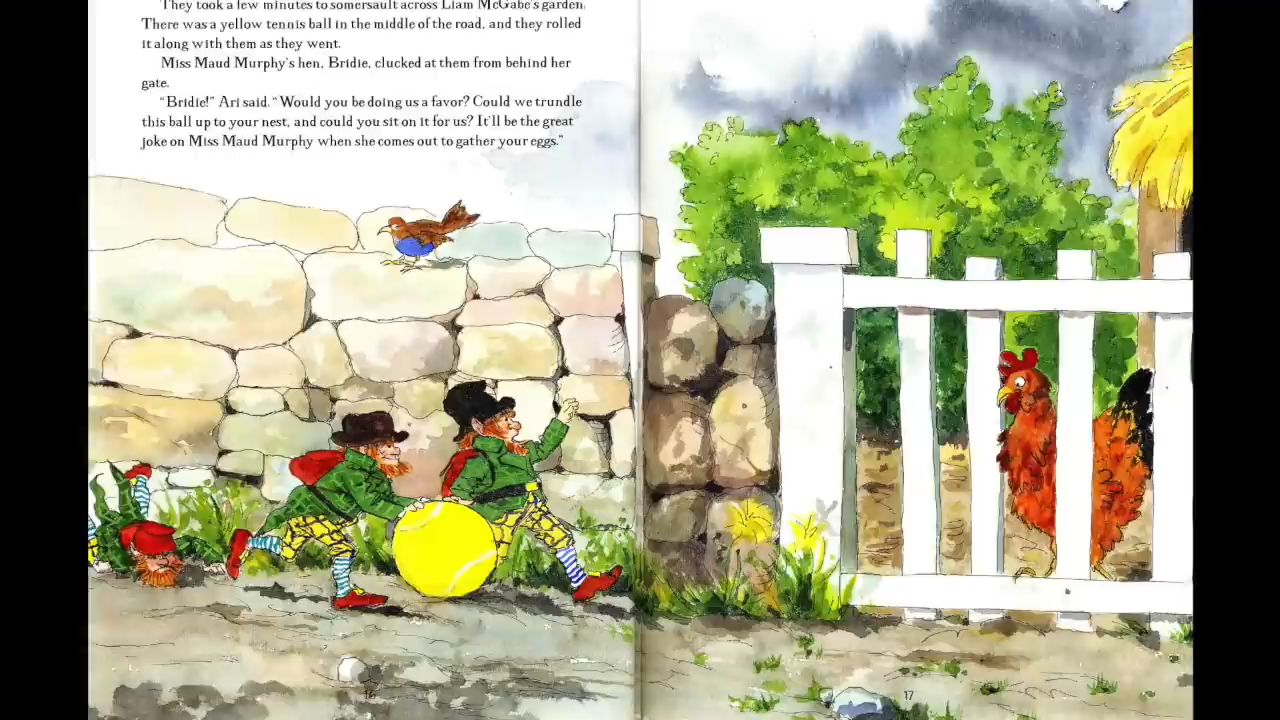 They took a few minutes to somersault across Liam McGabe's garden.
There was a yellow tennis ball in the middle of the road, and they rolled
it along with them as they went.
Miss Maud Murphy's hen, Bridie, clucked at them from behind her
gate.
"Bridie!" Ari said. "Would you be doing us a favor? Could we trundle
this ball up to your nest, and could you sit on it for us? It'll be the great
joke on Miss Maud Murphy when she comes out to gather your eggs."
16
17